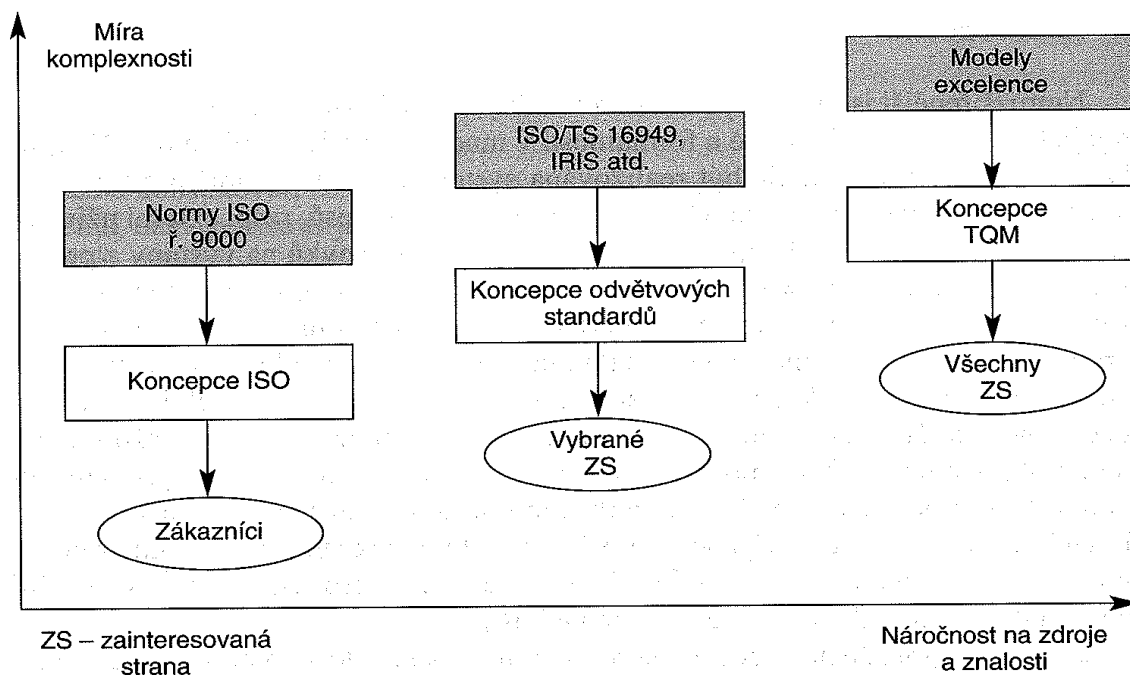 Míra
komplexnosti
Modely
excelence
ISO/TS 16949,
IRIS atd.
Normy ISO
ř. 9000
Koncepce
TQM
Koncepce odvětvových
standardů
Koncepce ISO
Všechny
ZS
Vybrané
ZS
Zákazníci
ZS – zainteresovaná
strana
Náročnost na zdroje
a znalosti